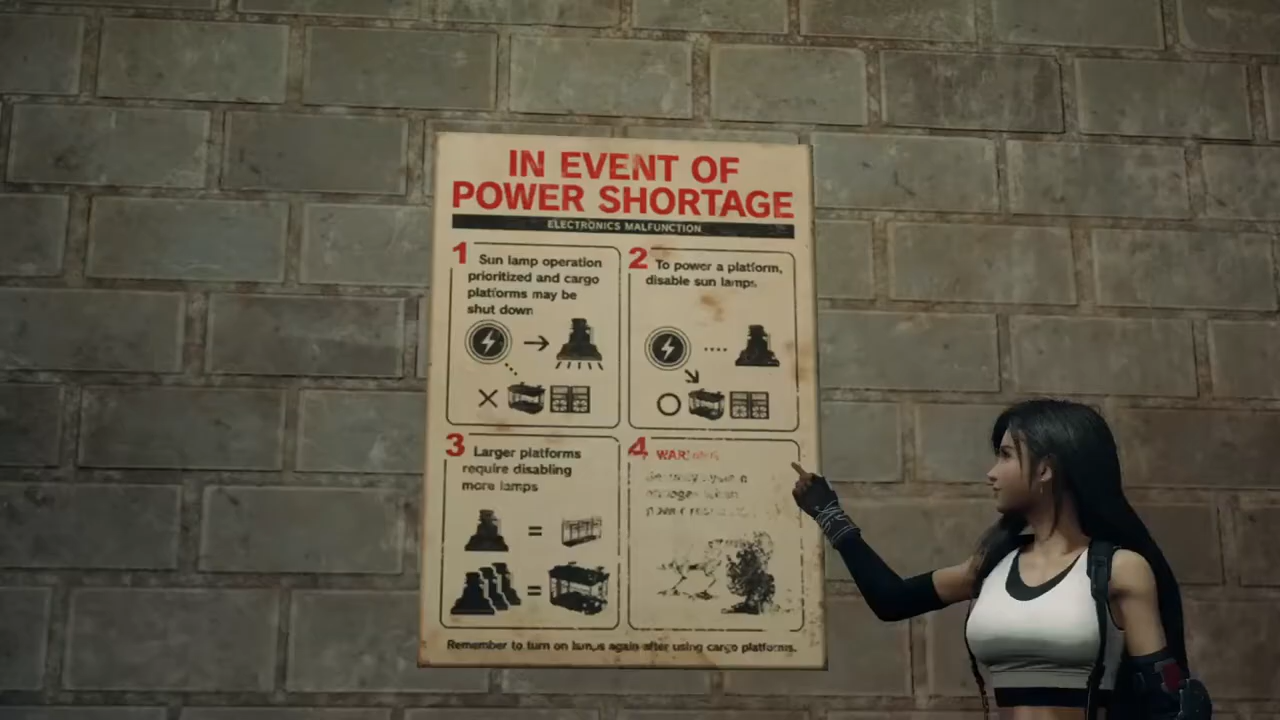 IN EVENT OF
POWER SHORTAGE
ELECTRONICS MALFUNCTION
1 Sun lamp operation
prioritized and cargo
platforms may be
shut down
2 To power a platform,
disable sun lamps
3 Larger platforms
require disabling
more lamps
=
=
4
Remember to turn on again after using cargo platforms.